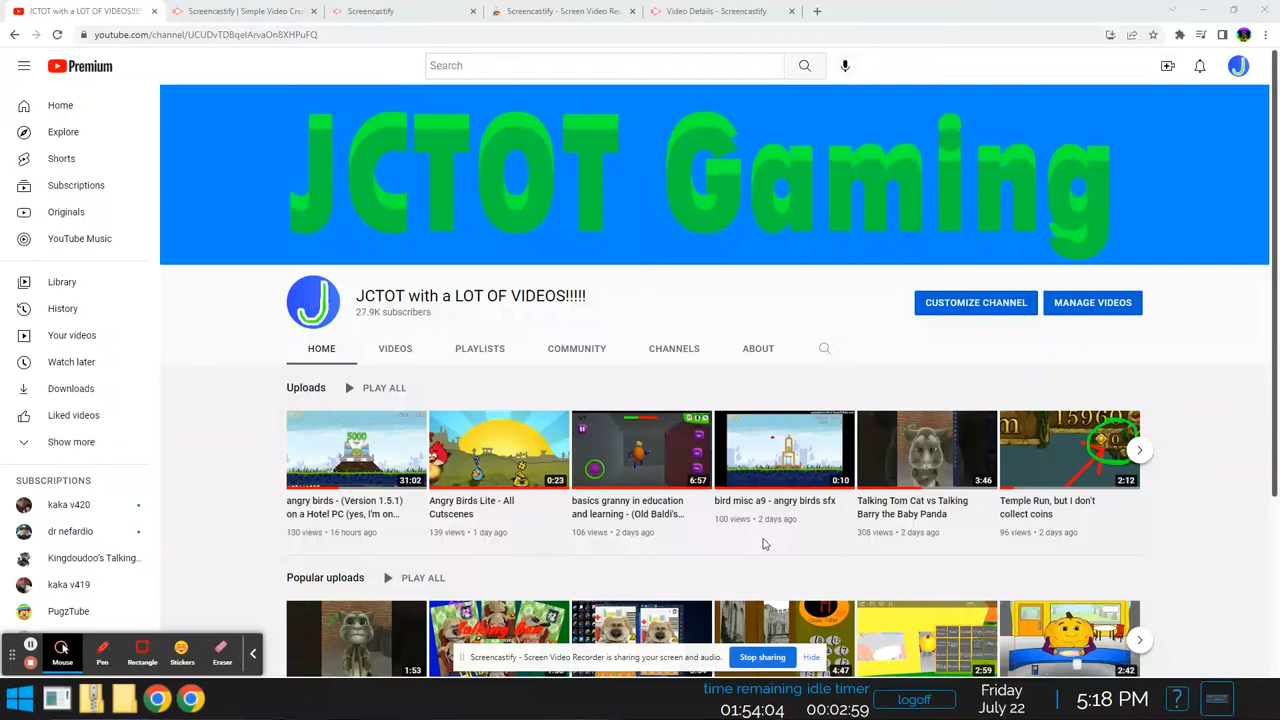 JCTOT with a LOT OF VIDEOS!!!!!
Screencastify | Simple Video Cre
Screencastify
Screencastify - Screen Video Rec
Video Details - Screencastify
youtube.com/channel/UCUDvTDBqelArvaOn8XHPuFQ
Premium
Search
Home
Explore
Shorts
Subscriptions
Originals
YouTube Music
Library
History
Your videos
Watch later
Downloads
Liked videos
Show more
SUBSCRIPTIONS
kaka v420
dr nefardio
Kingdoudoo's Talking...
kaka v419
PugzTube
JCTOT Gaming
JCTOT with a LOT OF VIDEOS!!!!!
27.9K subscribers
CUSTOMIZE CHANNEL
MANAGE VIDEOS
HOME VIDEOS PLAYLISTS COMMUNITY CHANNELS ABOUT
Uploads PLAY ALL
5000
31:02
angry birds - (Version 1.5.1)
on a Hotel PC (yes, I'm on...
130 views • 16 hours ago
0:23
Angry Birds Lite - All
Cutscenes
139 views • 1 day ago
6:57
basics granny in education
and learning - (Old Baldi's...
106 views • 2 days ago
0:10
bird misc a9 - angry birds sfx
100 views • 2 days ago
3:46
Talking Tom Cat vs Talking
Barry the Baby Panda
308 views • 2 days ago
15960
0
2:12
Temple Run, but I don't
collect coins
96 views • 2 days ago
Popular uploads PLAY ALL
1:53
Talking Ben
4:47
2:59
2:42
Mouse Pen Rectangle Stickers Eraser
Screencastify - Screen Video Recorder is sharing your screen and audio.
Stop sharing
Hide
time remaining idle timer
01:54:04 00:02:59
logoff
Friday
July 22
5:18 PM
?